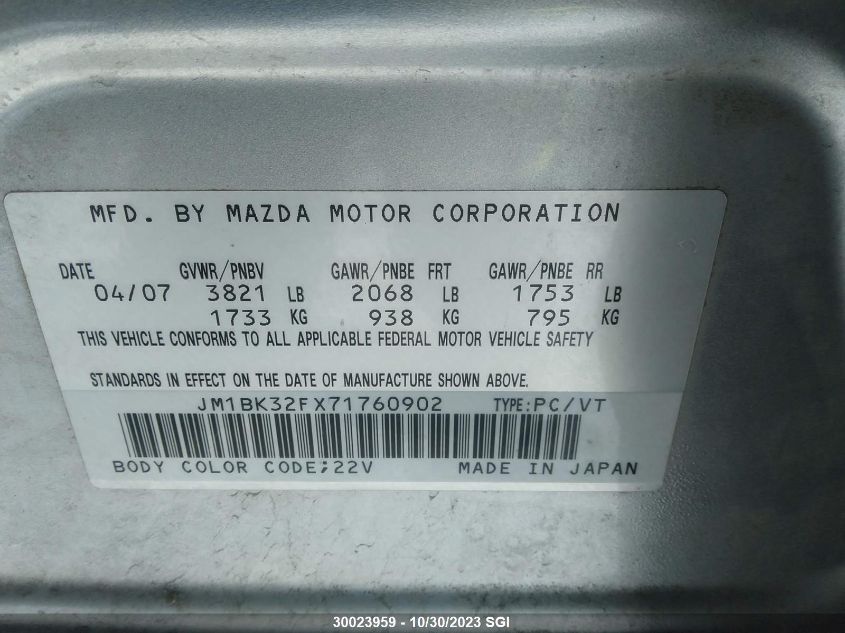 MFD. BY MAZDA MOTOR CORPORATION
DATE GVWR/PNBV GAWR/PNBE FRT GAWR/PNBE RR
04/07 3821 LB 2068 LB 1753 LB
1733 KG 938 KG 795 KG
THIS VEHICLE CONFORMS TO ALL APPLICABLE FEDERAL MOTOR VEHICLE SAFETY
STANDARDS IN EFFECT ON THE DATE OF MANUFACTURE SHOWN ABOVE.
JM1BK32FX71760902 TYPE:PC/VT
BODY COLOR CODE;22V MADE IN JAPAN
30023959 - 10/30/2023 SGI